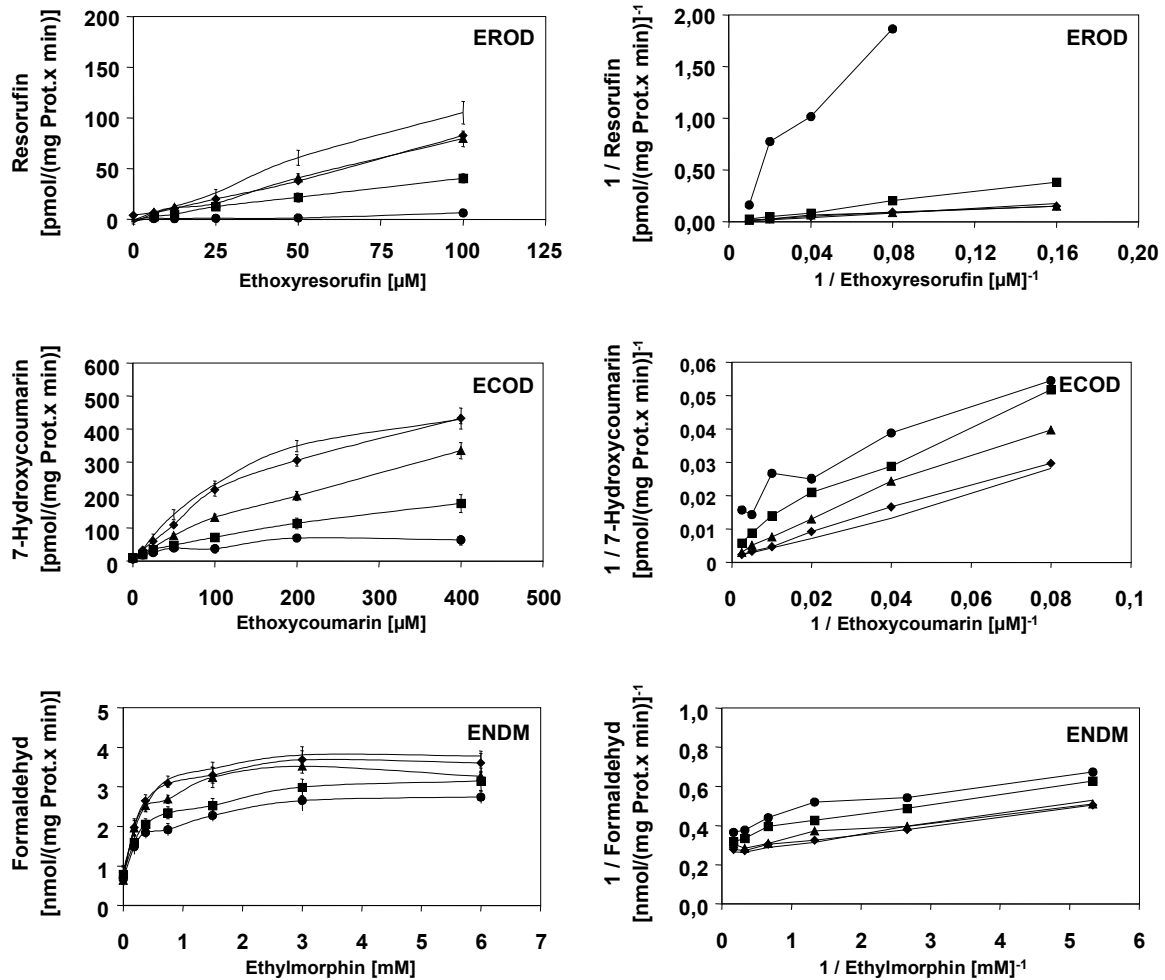 EROD
Resorufin
[pmol/(mg Prot.x min)]
200
150
100
50
0
0 25 50 75 100 125
Ethoxyresorufin [µM]
EROD
1 / Resorufin
[pmol/(mg Prot.x min)]-1
2,00
1,50
1,00
0,50
0,00
0 0,04 0,08 0,12 0,16 0,20
1 / Ethoxyresorufin [µM]-1
ECOD
7-Hydroxycoumarin
[pmol/(mg Prot.x min)]
600
500
400
300
200
100
0
0 100 200 300 400 500
Ethoxycoumarin [µM]
ECOD
1 / 7-Hydroxycoumarin
[pmol/(mg Prot.x min)]-1
0,06
0,05
0,04
0,03
0,02
0,01
0
0 0,02 0,04 0,06 0,08 0,1
1 / Ethoxycoumarin [µM]-1
ENDM
Formaldehyd
[nmol/(mg Prot.x min)]
5
4
3
2
1
0
0 1 2 3 4 5 6 7
Ethylmorphin [mM]
ENDM
1 / Formaldehyd
[nmol/(mg Prot.x min)]-1
1,0
0,8
0,6
0,4
0,2
0,0
0 1 2 3 4 5 6
1 / Ethylmorphin [mM]-1